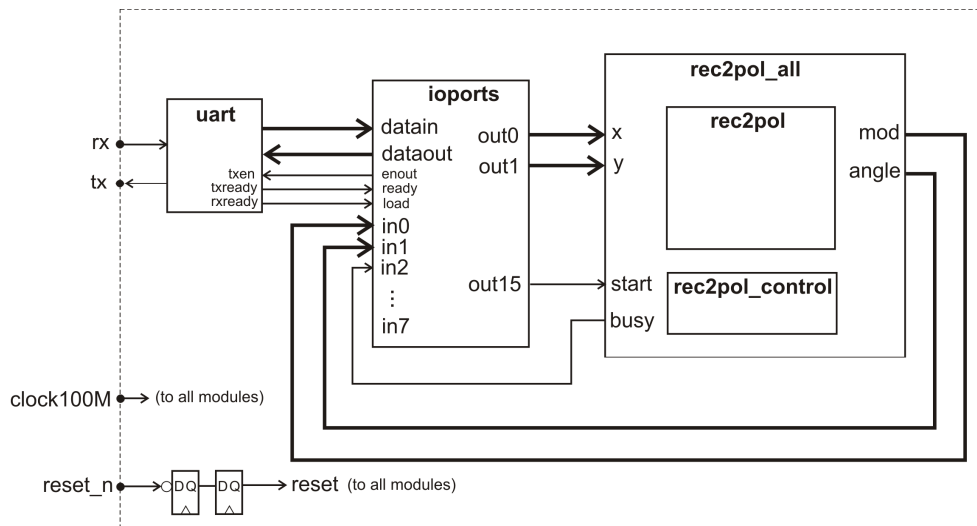 uart
rx
tx
txen
txready
rxready
ioports
datain
dataout
enout
ready
load
in0
in1
in2
⋮
in7
out0
out1
out15
rec2pol_all
x
y
start
busy
rec2pol
rec2pol_control
mod
angle
clock100M (to all modules)
reset_n DQ DQ reset (to all modules)